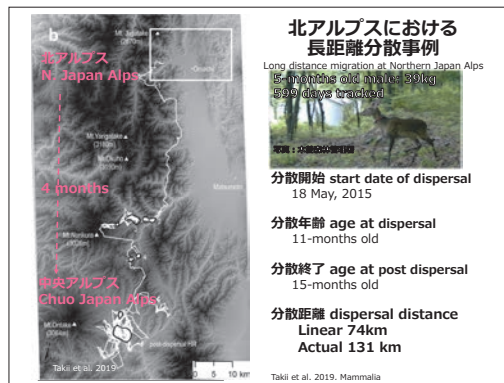 b
北アルプス
N. Japan Alps
4 months
中央アルプス
Chuo Japan Alps
Omachi
Matsumoto
post-dispersal HR
0 5 10 km
Takii et al. 2019
北アルプスにおける
長距離分散事例
Long distance migration at Northern Japan Alps
5-months old male: 39kg
599 days tracked
分散開始 start date of dispersal
18 May, 2015
分散年齢 age at dispersal
11-months old
分散終了 age at post dispersal
15-months old
分散距離 dispersal distance
Linear 74km
Actual 131 km
Takii et al. 2019. Mammalia